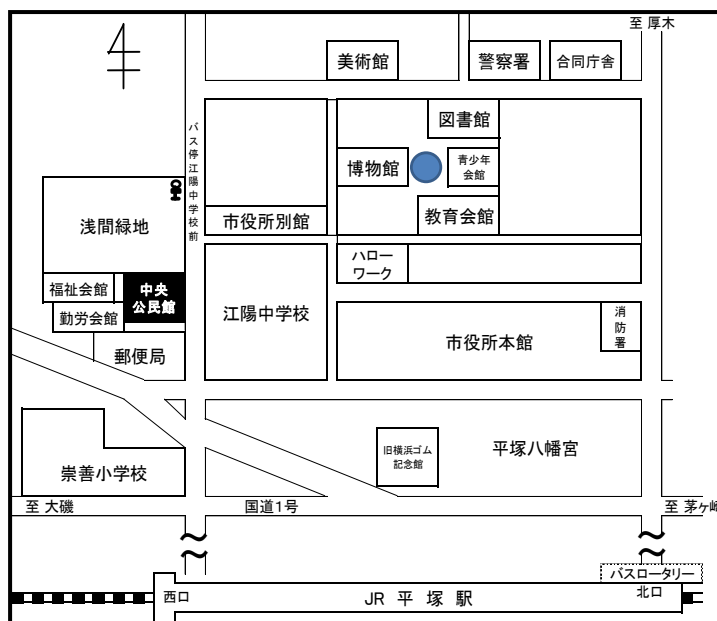 至 厚木
美術館
警察署
合同庁舎
図書館
バス停江陽中学校前
博物館
青少年
会館
浅間緑地
市役所別館
教育会館
ハロー
ワーク
福祉会館
中央
公民館
江陽中学校
勤労会館
市役所本館
消防署
郵便局
旧横浜ゴム
記念館
平塚八幡宮
崇善小学校
至 大磯
国道1号
至 茅ヶ崎
バスロータリー
西口
JR 平 塚 駅
北口